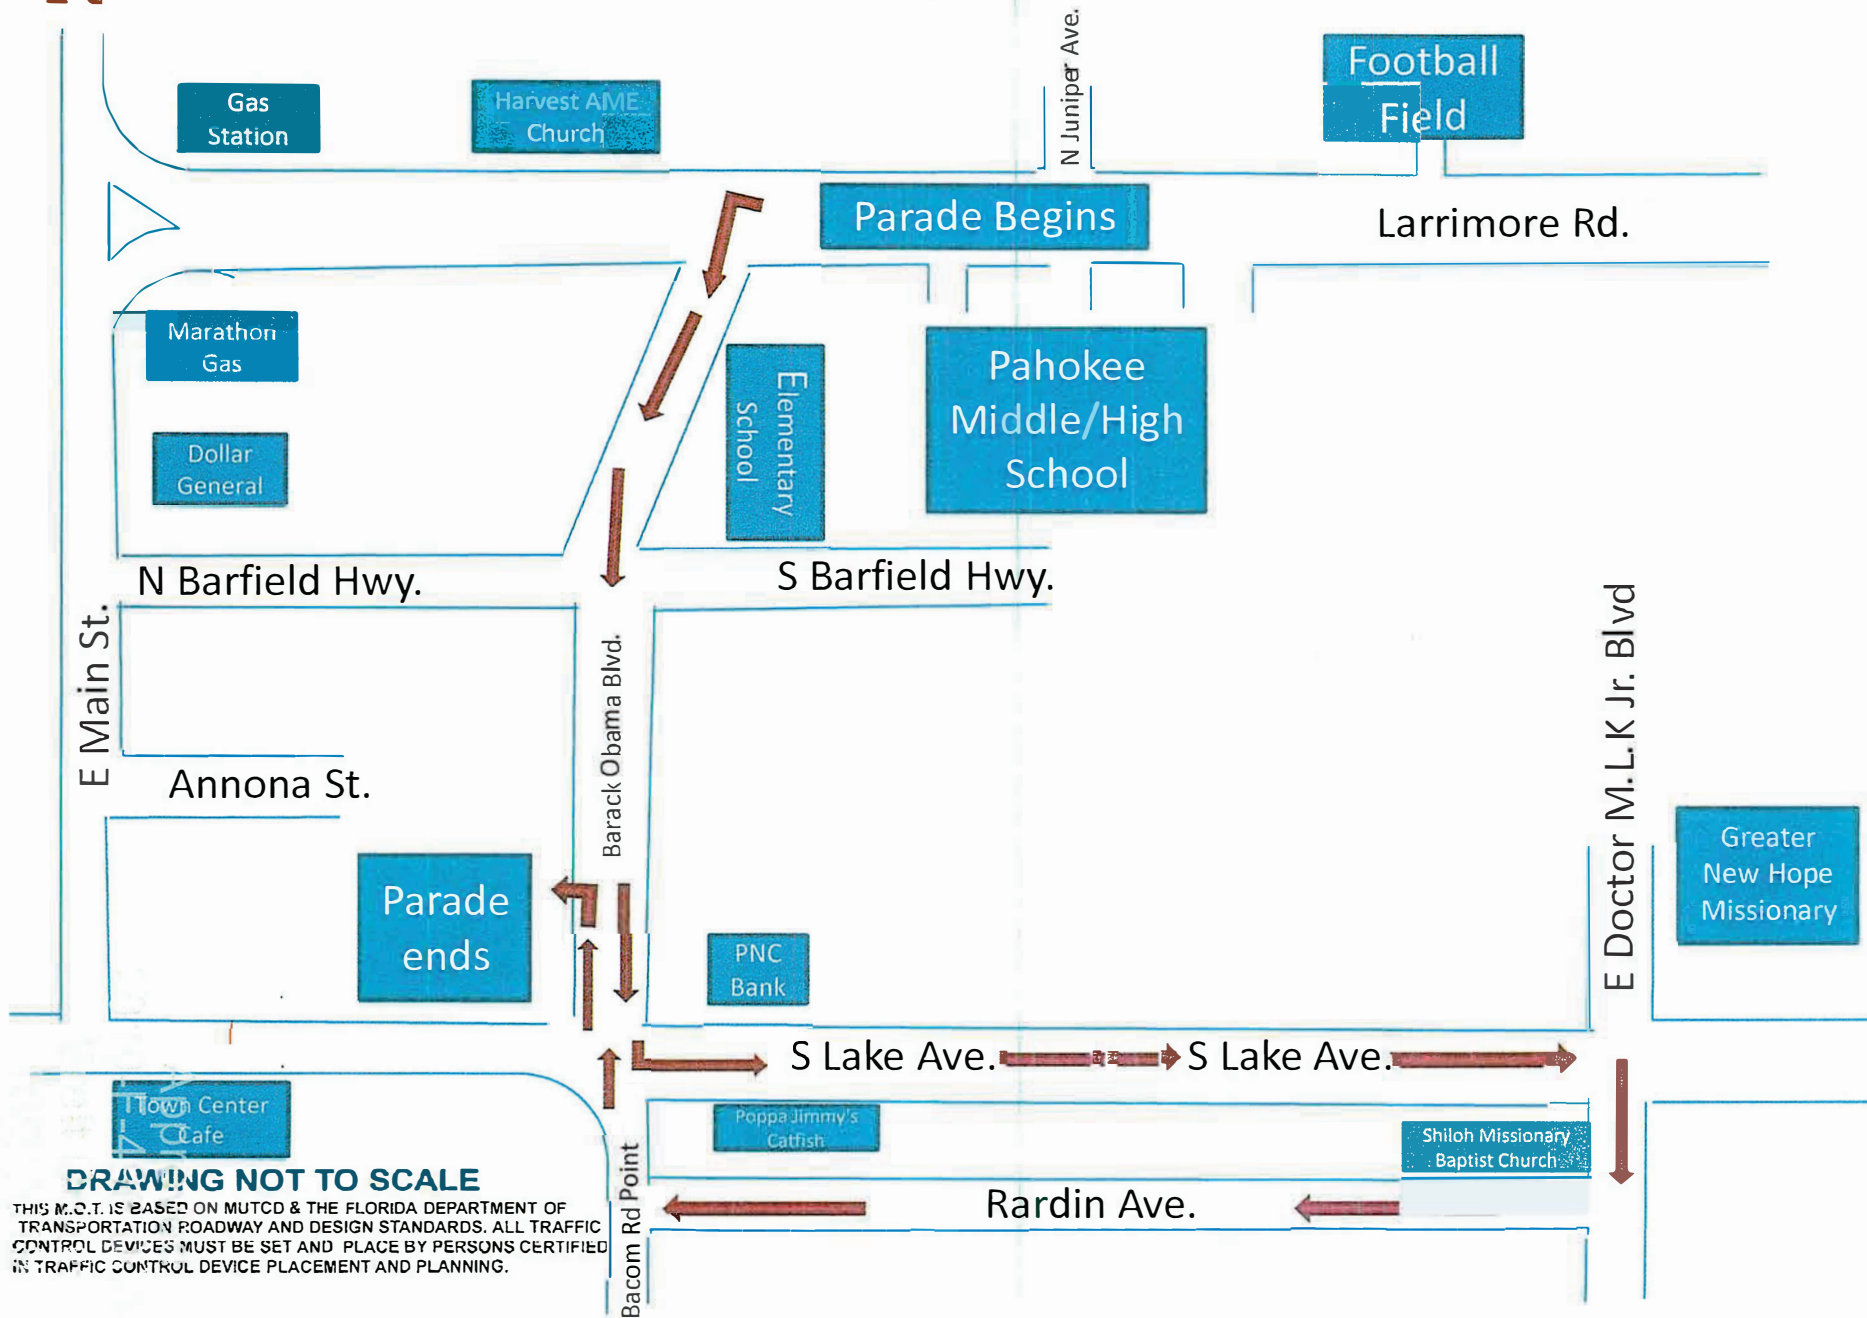 N Juniper Ave.
Football
Field
Gas
Station
Harvest AME
Church
Parade Begins
Larrimore Rd.
Marathon
Gas
Elementary
School
Pahokee
Middle/High
School
Dollar
General
N Barfield Hwy.
S Barfield Hwy.
E Main St.
Barack Obama Blvd.
E Doctor M.L.K Jr. Blvd
Annona St.
Greater
New Hope
Missionary
Parade
ends
PNC
Bank
S Lake Ave.
S Lake Ave.
Town Center
Cafe
Poppa Jimmy's
Catfish
Shiloh Missionary
Baptist Church
Bacom Rd Point
Rardin Ave.
DRAWING NOT TO SCALE
THIS M.O.T. IS BASED ON MUTCD & THE FLORIDA DEPARTMENT OF
TRANSPORTATION ROADWAY AND DESIGN STANDARDS. ALL TRAFFIC
CONTROL DEVICES MUST BE SET AND PLACE BY PERSONS CERTIFIED
IN TRAFFIC CONTROL DEVICE PLACEMENT AND PLANNING.